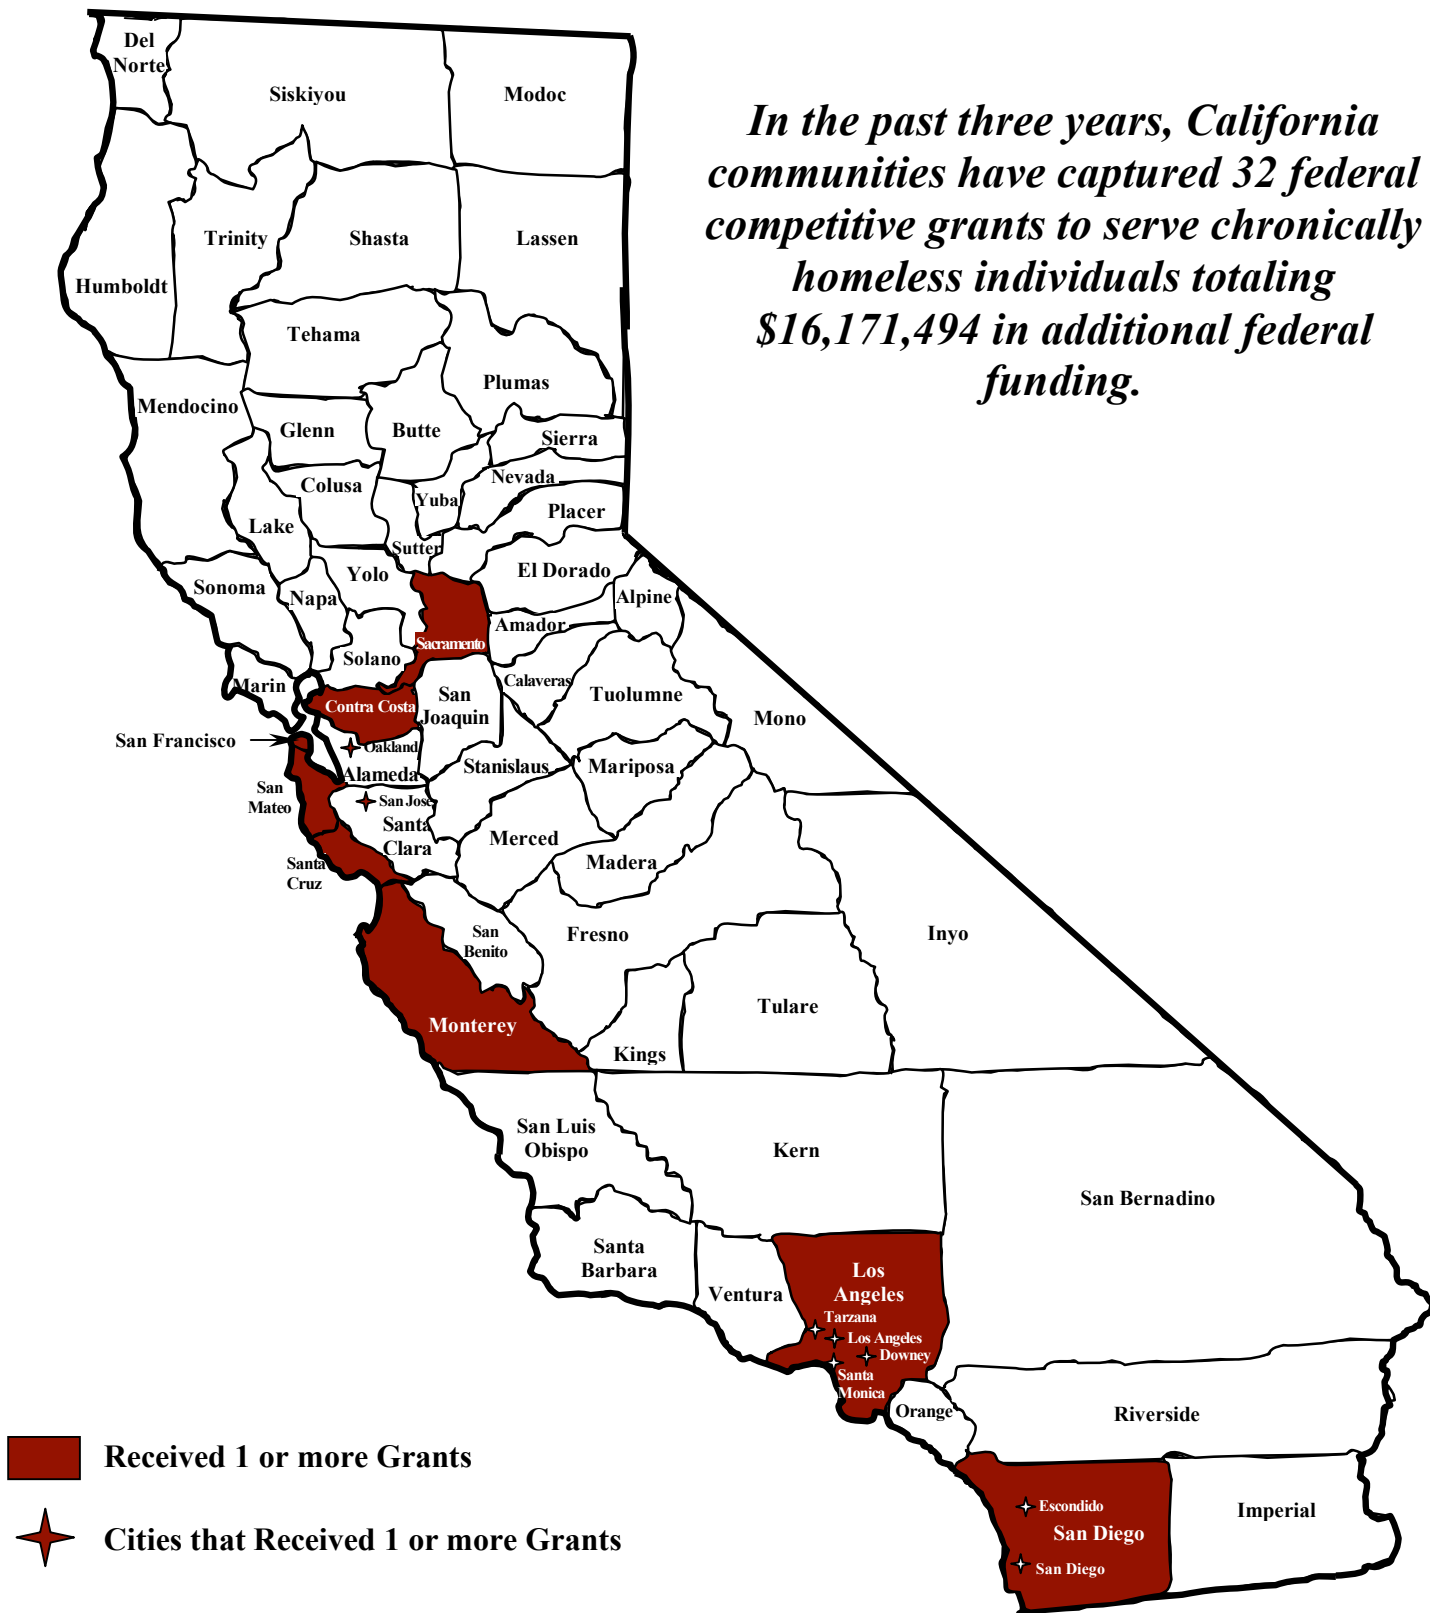 Del
Norte
Siskiyou
Modoc
In the past three years, California
communities have captured 32 federal
competitive grants to serve chronically
homeless individuals totaling
$16,171,494 in additional federal
funding.
Trinity
Shasta
Lassen
Humboldt
Tehama
Plumas
Mendocino
Glenn
Butte
Sierra
Nevada
Colusa
Yuba
Placer
Lake
Sutter
El Dorado
Yolo
Sonoma
Napa
Alpine
Amador
Sacramento
Solano
Calaveras
Marin
Tuolumne
San
Joaquin
Contra Costa
Mono
San Francisco
Oakland
Alameda
Stanislaus
Mariposa
San
Mateo
San Jose
Santa
Clara
Merced
Madera
Santa
Cruz
San
Benito
Fresno
Inyo
Monterey
Tulare
Kings
San Luis
Obispo
Kern
San Bernadino
Santa
Barbara
Ventura
Los
Angeles
Tarzana
Los Angeles
Downey
Santa
Monica
Orange
Riverside
Received 1 or more Grants
Escondido
San Diego
Imperial
Cities that Received 1 or more Grants
San Diego